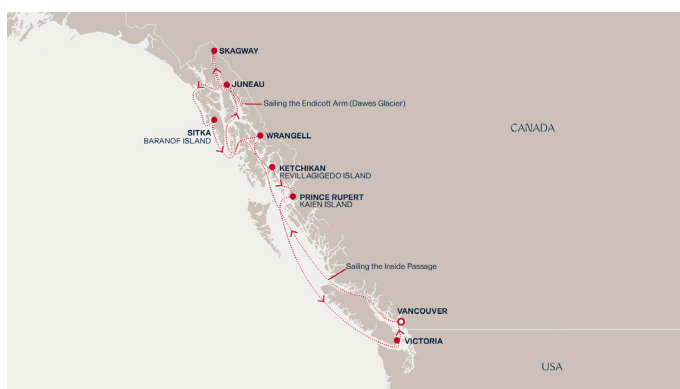 SKAGWAY
JUNEAU
Sailing the Endicott Arm (Dawes Glacier)
SITKA
BARANOF ISLAND
WRANGELL
CANADA
KETCHIKAN
REVILLAGIGEDO ISLAND
PRINCE RUPERT
KAIEN ISLAND
Sailing the Inside Passage
VANCOUVER
VICTORIA
USA